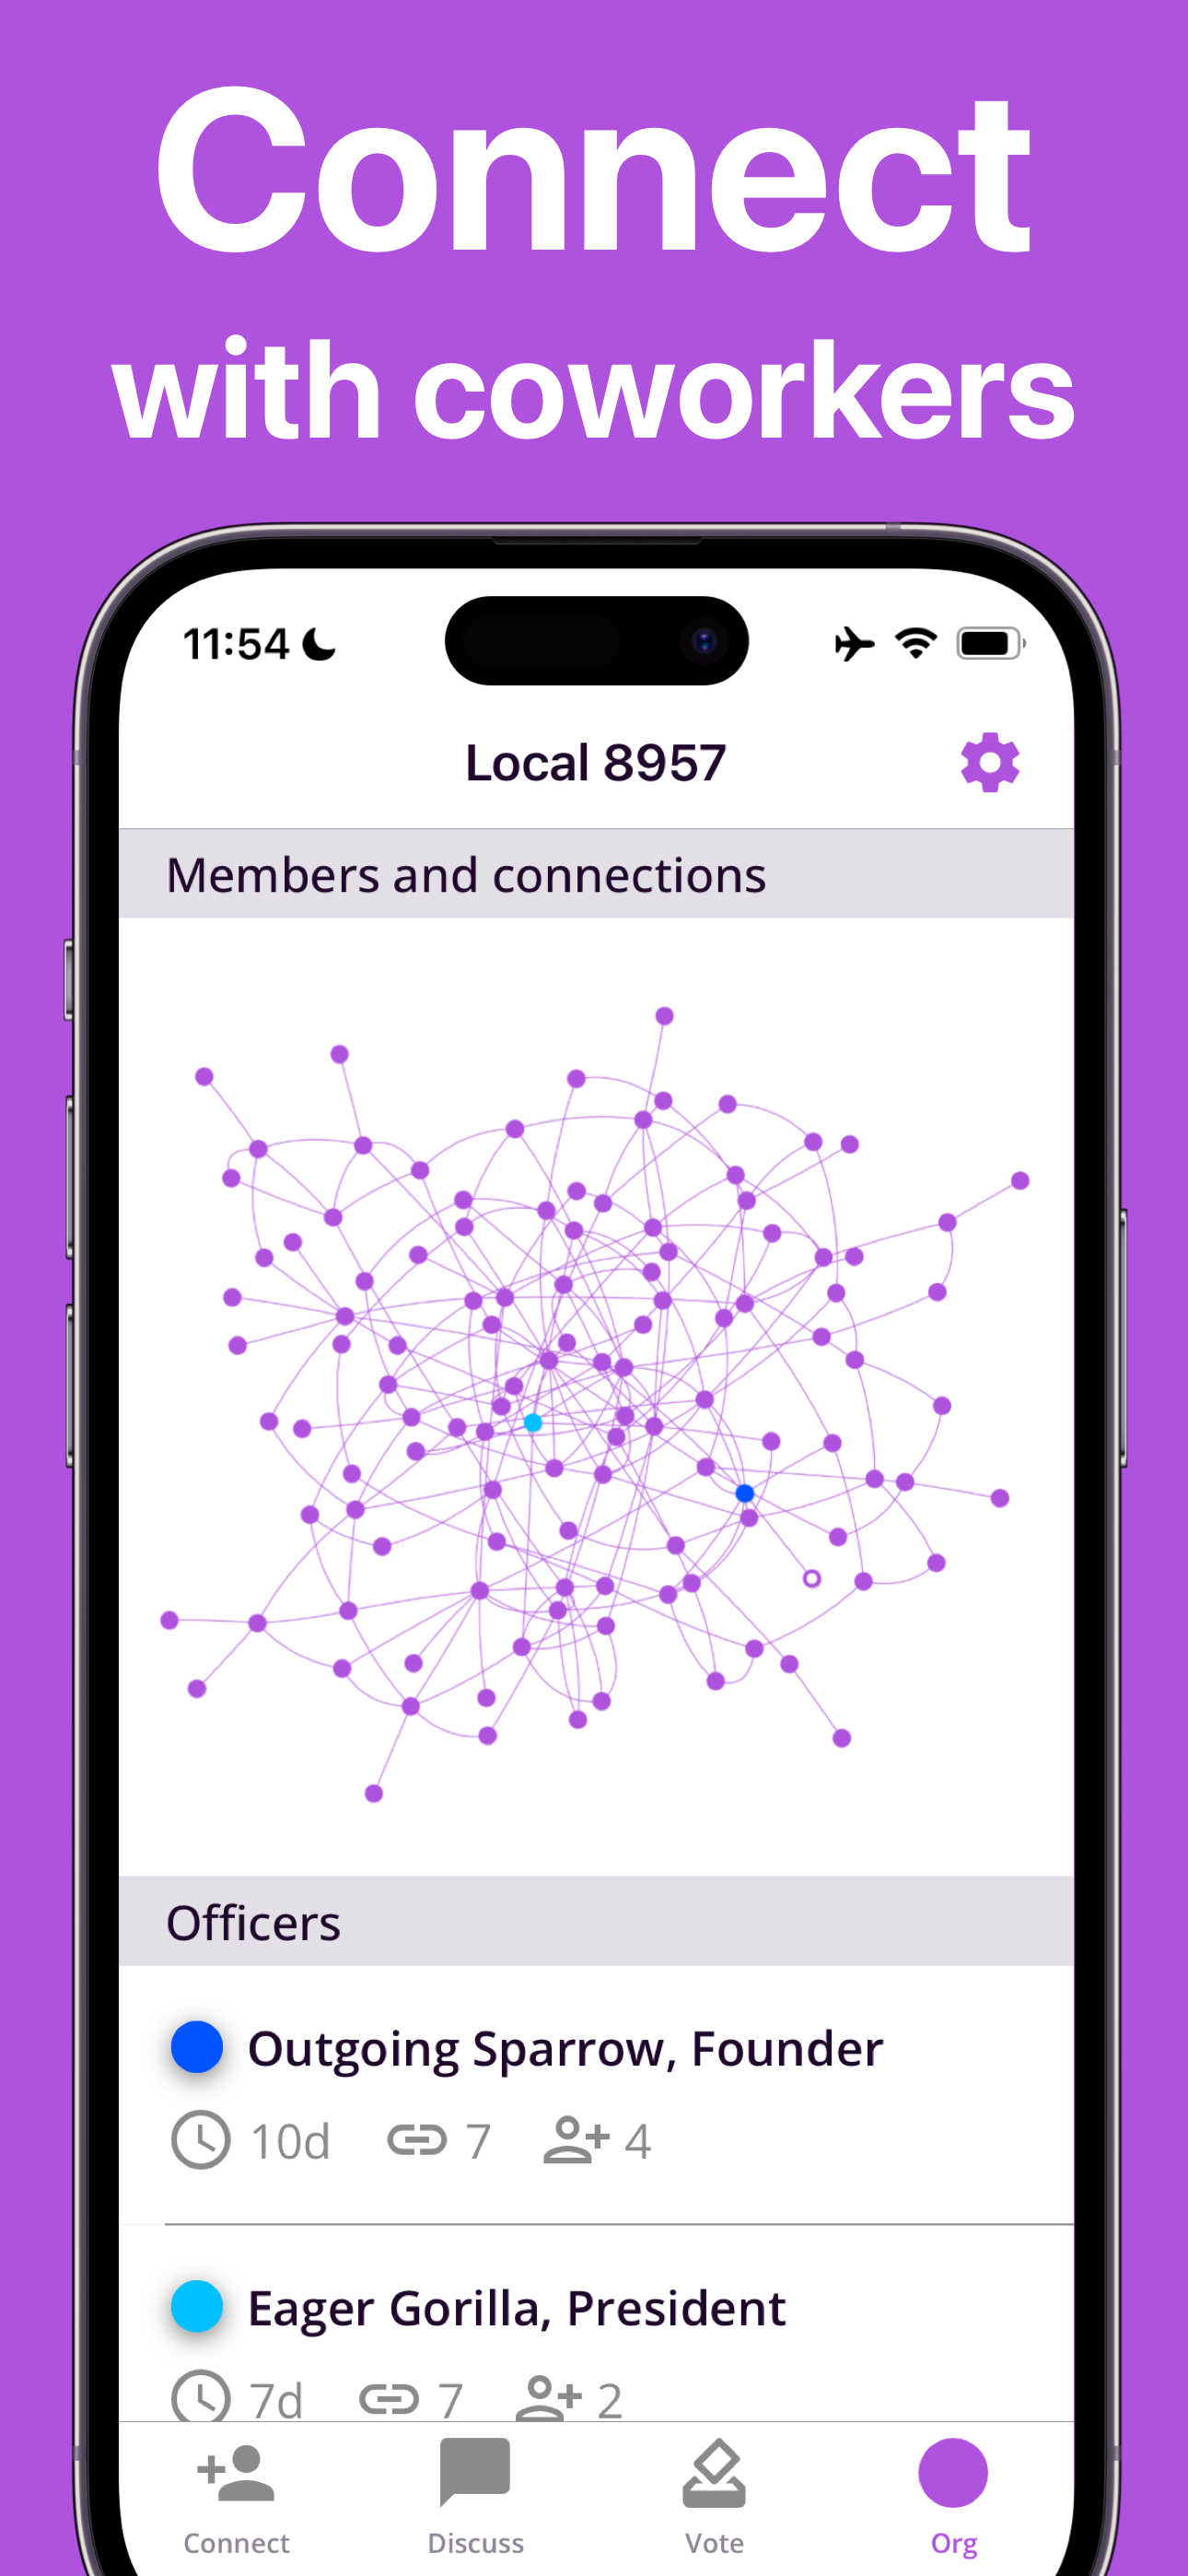 Connect
with coworkers
11:54
Local 8957
Members and connections
Officers
Outgoing Sparrow, Founder
10d 7 4
Eager Gorilla, President
7d 7 2
Connect Discuss Vote Org